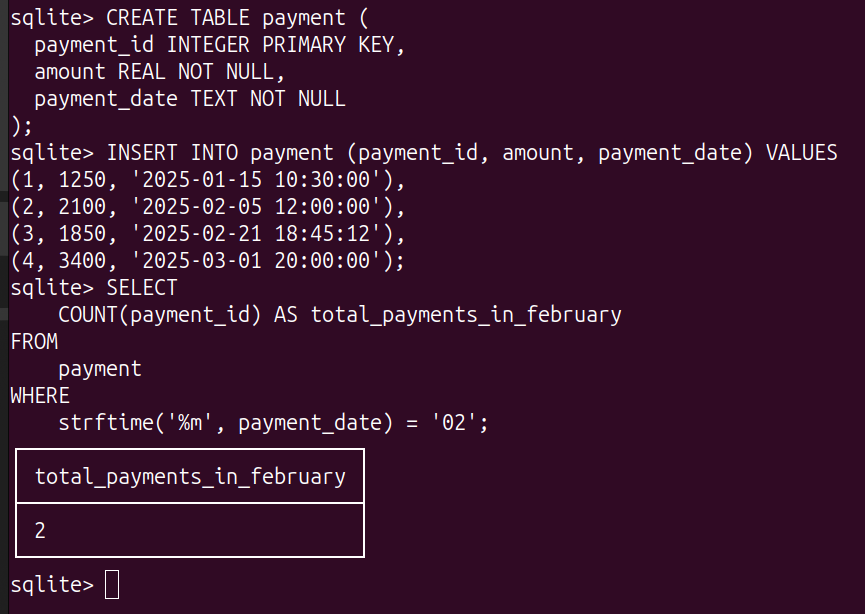 sqlite> CREATE TABLE payment (
  payment_id INTEGER PRIMARY KEY,
  amount REAL NOT NULL,
  payment_date TEXT NOT NULL
);
sqlite> INSERT INTO payment (payment_id, amount, payment_date) VALUES
(1, 1250, '2025-01-15 10:30:00'),
(2, 2100, '2025-02-05 12:00:00'),
(3, 1850, '2025-02-21 18:45:12'),
(4, 3400, '2025-03-01 20:00:00');
sqlite> SELECT
    COUNT(payment_id) AS total_payments_in_february
FROM
    payment
WHERE
    strftime('%m', payment_date) = '02';
total_payments_in_february
2
sqlite>